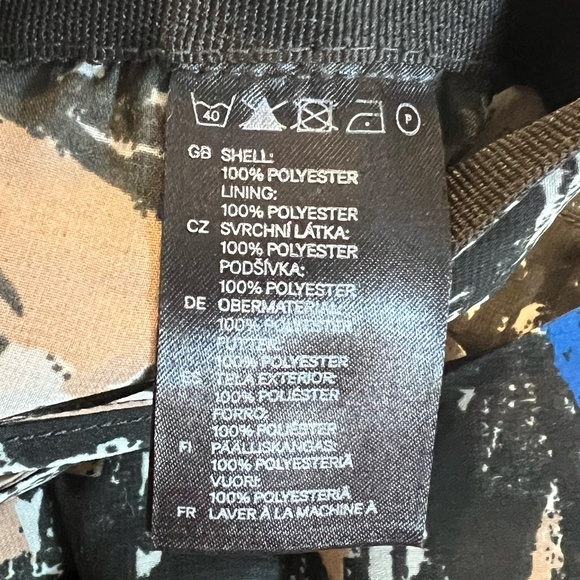 40 P
GB SHELL:
100% POLYESTER
LINING:
100% POLYESTER
CZ SVRCHNÍ LÁTKA:
100% POLYESTER
PODŠÍVKA:
100% POLYESTER
DE OBERMATERIAL:
100% POLYESTER
FUTTER:
100% POLYESTER
ES TELA EXTERIOR:
100% POLIÉSTER
FORRO:
100% POLIÉSTER
FI PÄÄLLISKANGAS:
100% POLYESTERIÄ
VUORI:
100% POLYESTERIÄ
FR LAVER À LA MACHINE À